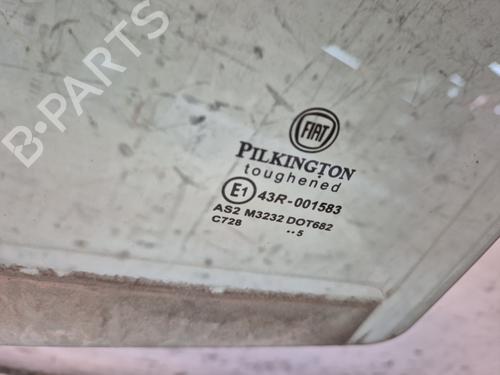 B-PARTS
FIAT
PILKINGTON
toughened
E1 43R-001583
AS2 M3232 DOT682
C728 ..5